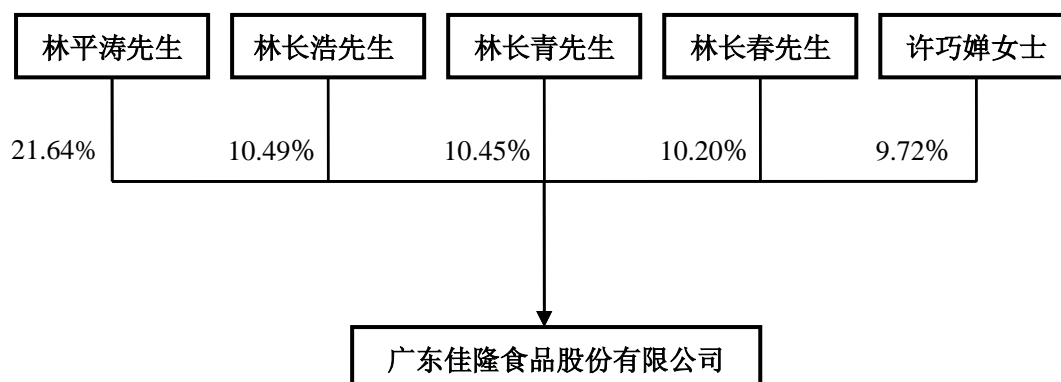 林平涛先生 林长浩先生 林长青先生 林长春先生 许巧婵女士
21.64% 10.49% 10.45% 10.20% 9.72%
广东佳隆食品股份有限公司